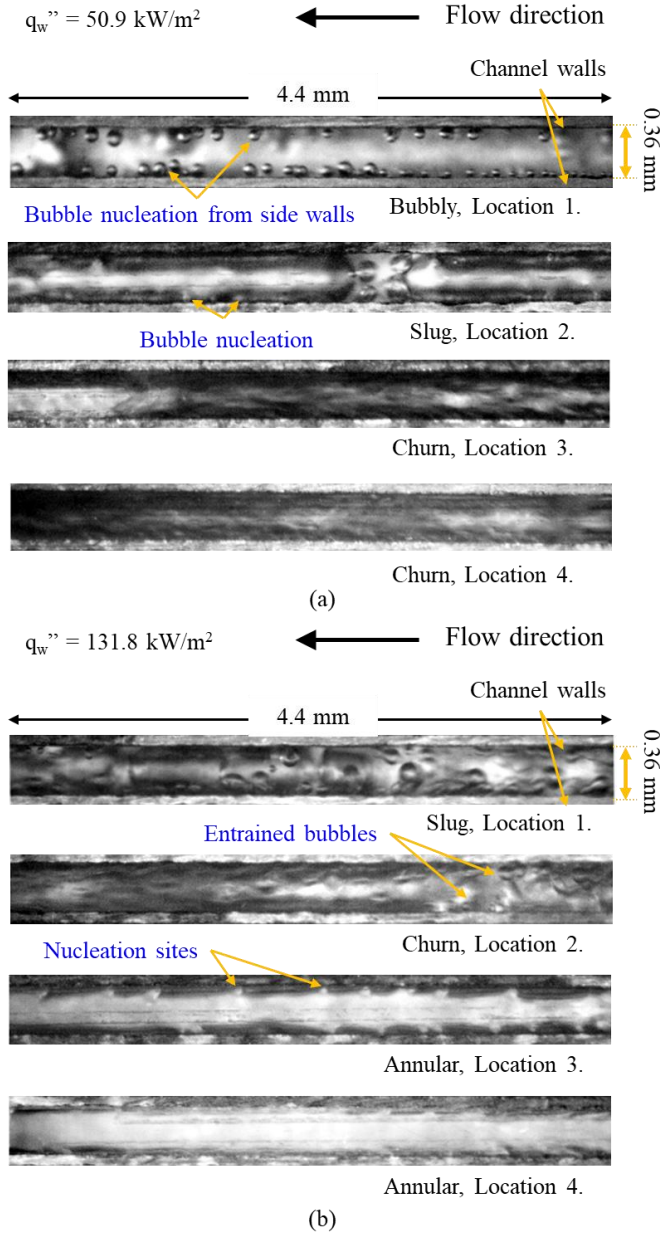 q_w” = 50.9 kW/m²
Flow direction
Channel walls
4.4 mm
0.36 mm
Bubble nucleation from side walls
Bubbly, Location 1.
Slug, Location 2.
Bubble nucleation
Churn, Location 3.
Churn, Location 4.
(a)
q_w” = 131.8 kW/m²
Flow direction
Channel walls
4.4 mm
0.36 mm
Slug, Location 1.
Entrained bubbles
Churn, Location 2.
Nucleation sites
Annular, Location 3.
Annular, Location 4.
(b)